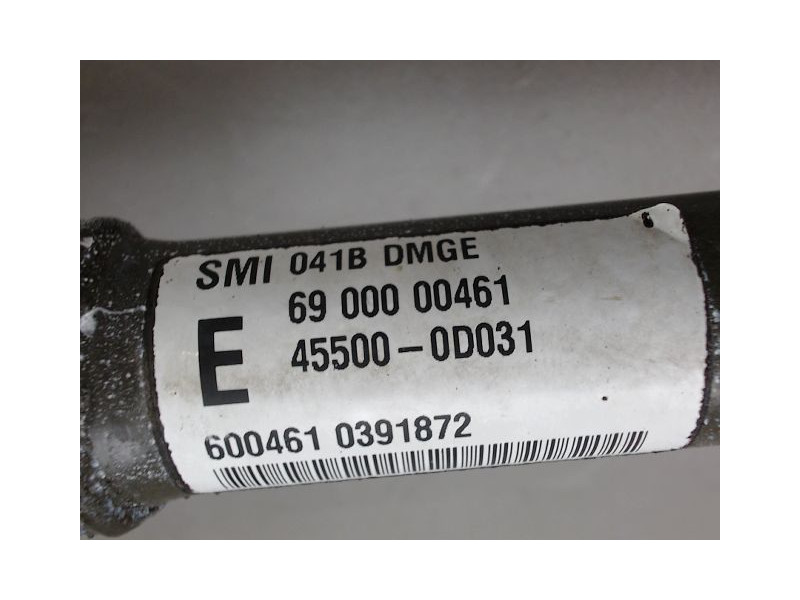 SMI 041B DMGE
69 000 00461
E
45500-0D031
600461 0391872